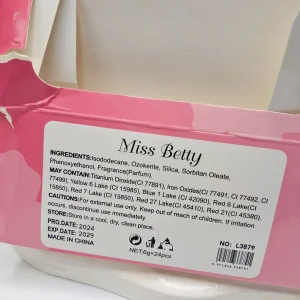 Miss Betty
INGREDIENTS:Isododecane, Ozokerite, Silica, Sorbitan Oleate,
Phenoxyethanol, Fragrance(Parfum).
MAY CONTAIN:Titanium Dioxide(CI 77891), Iron Oxides(CI 77491, CI 77492, CI
77499), Yellow 6 Lake (CI 15985), Blue 1 Lake (CI 42090), Red 6 Lake(CI
15850), Red 7 Lake (CI 15850), Red 27 Lake(CI 45410), Red 21(CI 45380).
CAUTIONS:For external use only. Keep out of reach of children. If irritation
occurs, discontinue use immediately.
STORE:Store in a cool, dry, clean place.
PRO.DATE: 2024
EXP.DATE: 2029
MADE IN CHINA
NT.:6g×24pcs
NO.: L3879